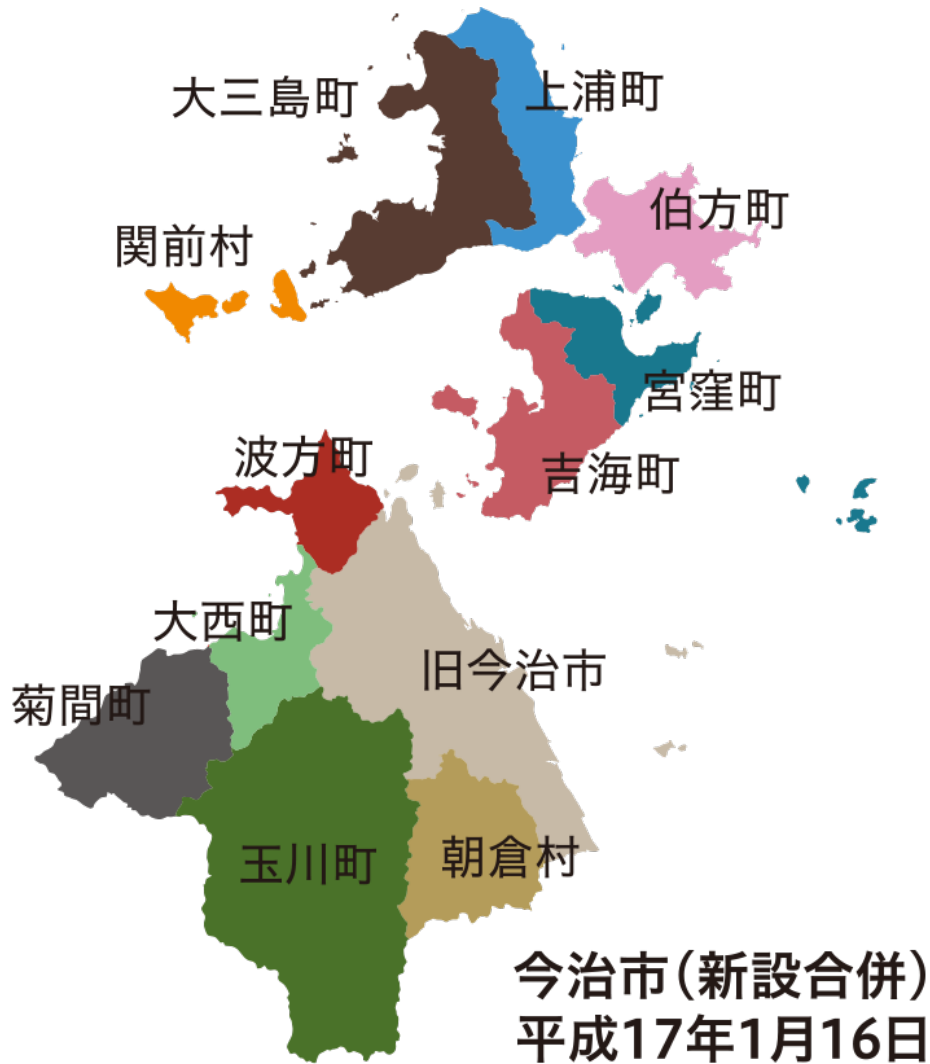 大三島町
上浦町
伯方町
関前村
宮窪町
波方町
吉海町
大西町
旧今治市
菊間町
玉川町
朝倉村
今治市（新設合併）
平成17年1月16日